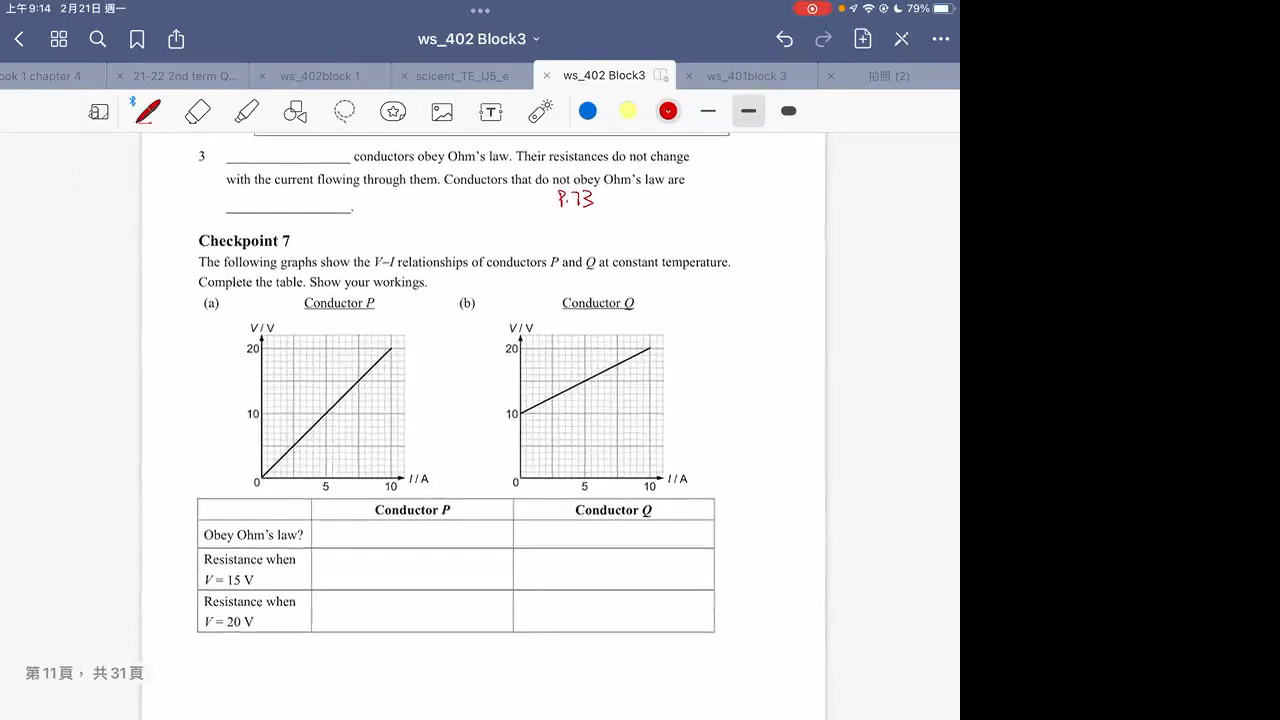 上午9:14 2月21日 週一
79%
ws_402 Block3
ook 1 chapter 4
21-22 2nd term Q...
ws_402block 1
scicent_TE_U5_e
ws_402 Block3
ws_401block 3
拍照 (2)
3 ______________ conductors obey Ohm's law. Their resistances do not change
with the current flowing through them. Conductors that do not obey Ohm's law are
______________.
P.73
Checkpoint 7
The following graphs show the V–I relationships of conductors P and Q at constant temperature.
Complete the table. Show your workings.
(a) Conductor P
(b) Conductor Q
V / V
20
10
0
5
10
I / A
V / V
20
10
0
5
10
I / A
Conductor P Conductor Q
Obey Ohm's law?
Resistance when
V = 15 V
Resistance when
V = 20 V
第11頁， 共31頁